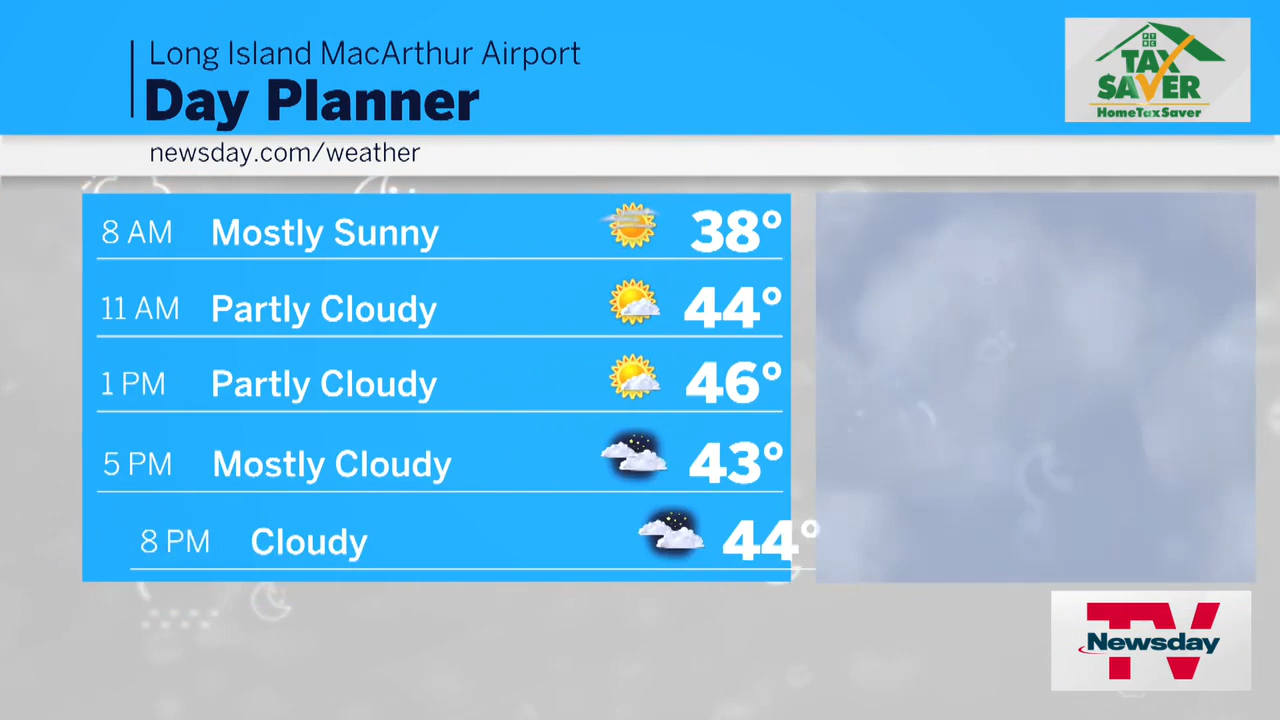 Long Island MacArthur Airport
Day Planner
newsday.com/weather
TAX
SAVER
HomeTaxSaver
8 AM Mostly Sunny 38°
11 AM Partly Cloudy 44°
1 PM Partly Cloudy 46°
5 PM Mostly Cloudy 43°
8 PM Cloudy 44°
TV
Newsday